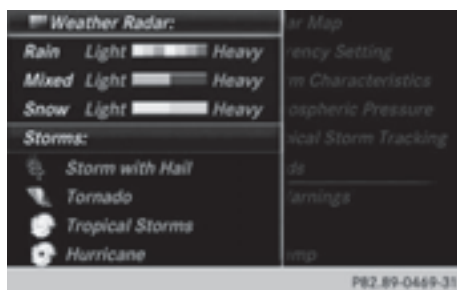 Weather Radar:
Rain Light Heavy
Mixed Light Heavy
Snow Light Heavy
Storms:
Storm with Hail
Tornado
Tropical Storms
Hurricane
ar Map
ency Setting
m Characteristics
ospheric Pressure
ical Storm Tracking
ds
arnings
mp
P82.89-0469-31